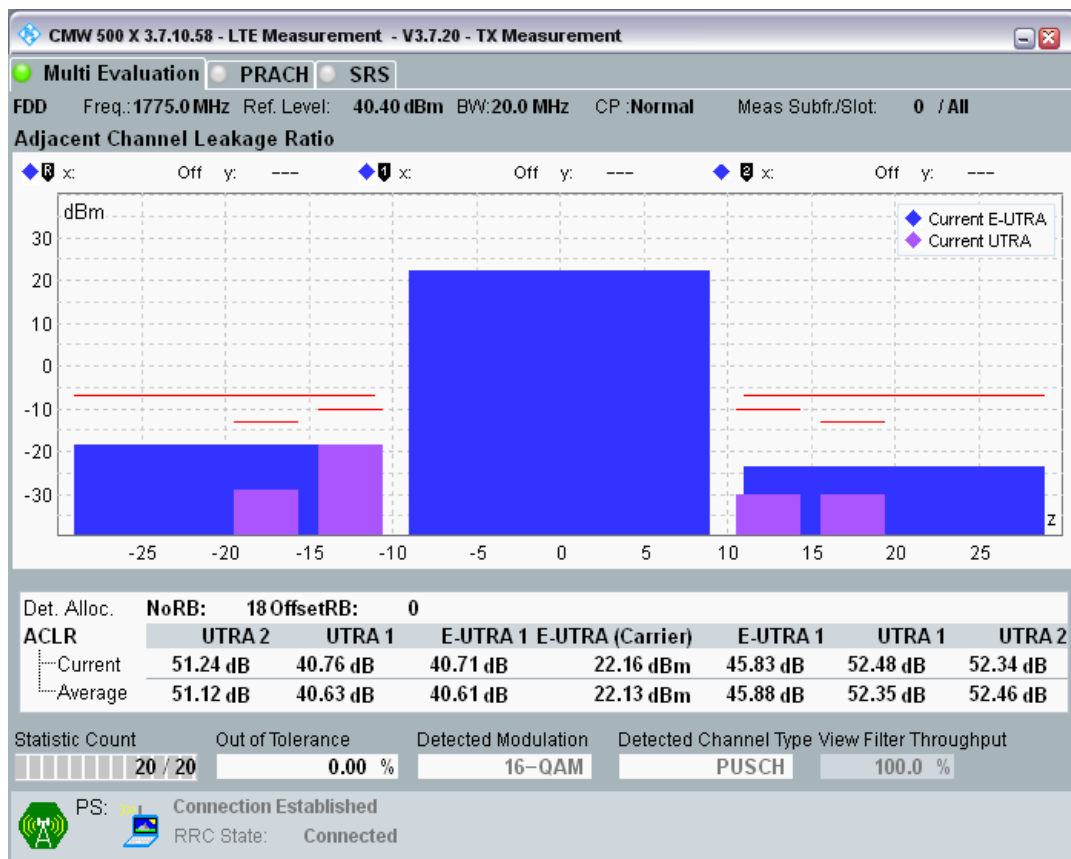 CMW 500 X 3.7.10.58 - LTE Measurement - V3.7.20 - TX Measurement
Multi Evaluation PRACH SRS
FDD Freq.:1775.0 MHz Ref. Level: 40.40 dBm BW:20.0 MHz CP :Normal Meas Subfr./Slot: 0 / All
Adjacent Channel Leakage Ratio
R x: Off y: --- 1 x: Off y: --- 2 x: Off y: ---
dBm
Current E-UTRA
Current UTRA
30
20
10
0
-10
-20
-30
z
-25 -20 -15 -10 -5 0 5 10 15 20 25
Det. Alloc. NoRB: 18 OffsetRB: 0
ACLR UTRA 2 UTRA 1 E-UTRA 1 E-UTRA (Carrier) E-UTRA 1 UTRA 1 UTRA 2
Current 51.24 dB 40.76 dB 40.71 dB 22.16 dBm 45.83 dB 52.48 dB 52.34 dB
Average 51.12 dB 40.63 dB 40.61 dB 22.13 dBm 45.88 dB 52.35 dB 52.46 dB
Statistic Count Out of Tolerance Detected Modulation Detected Channel Type View Filter Throughput
20 / 20 0.00 % 16-QAM PUSCH 100.0 %
PS: Connection Established
RRC State: Connected